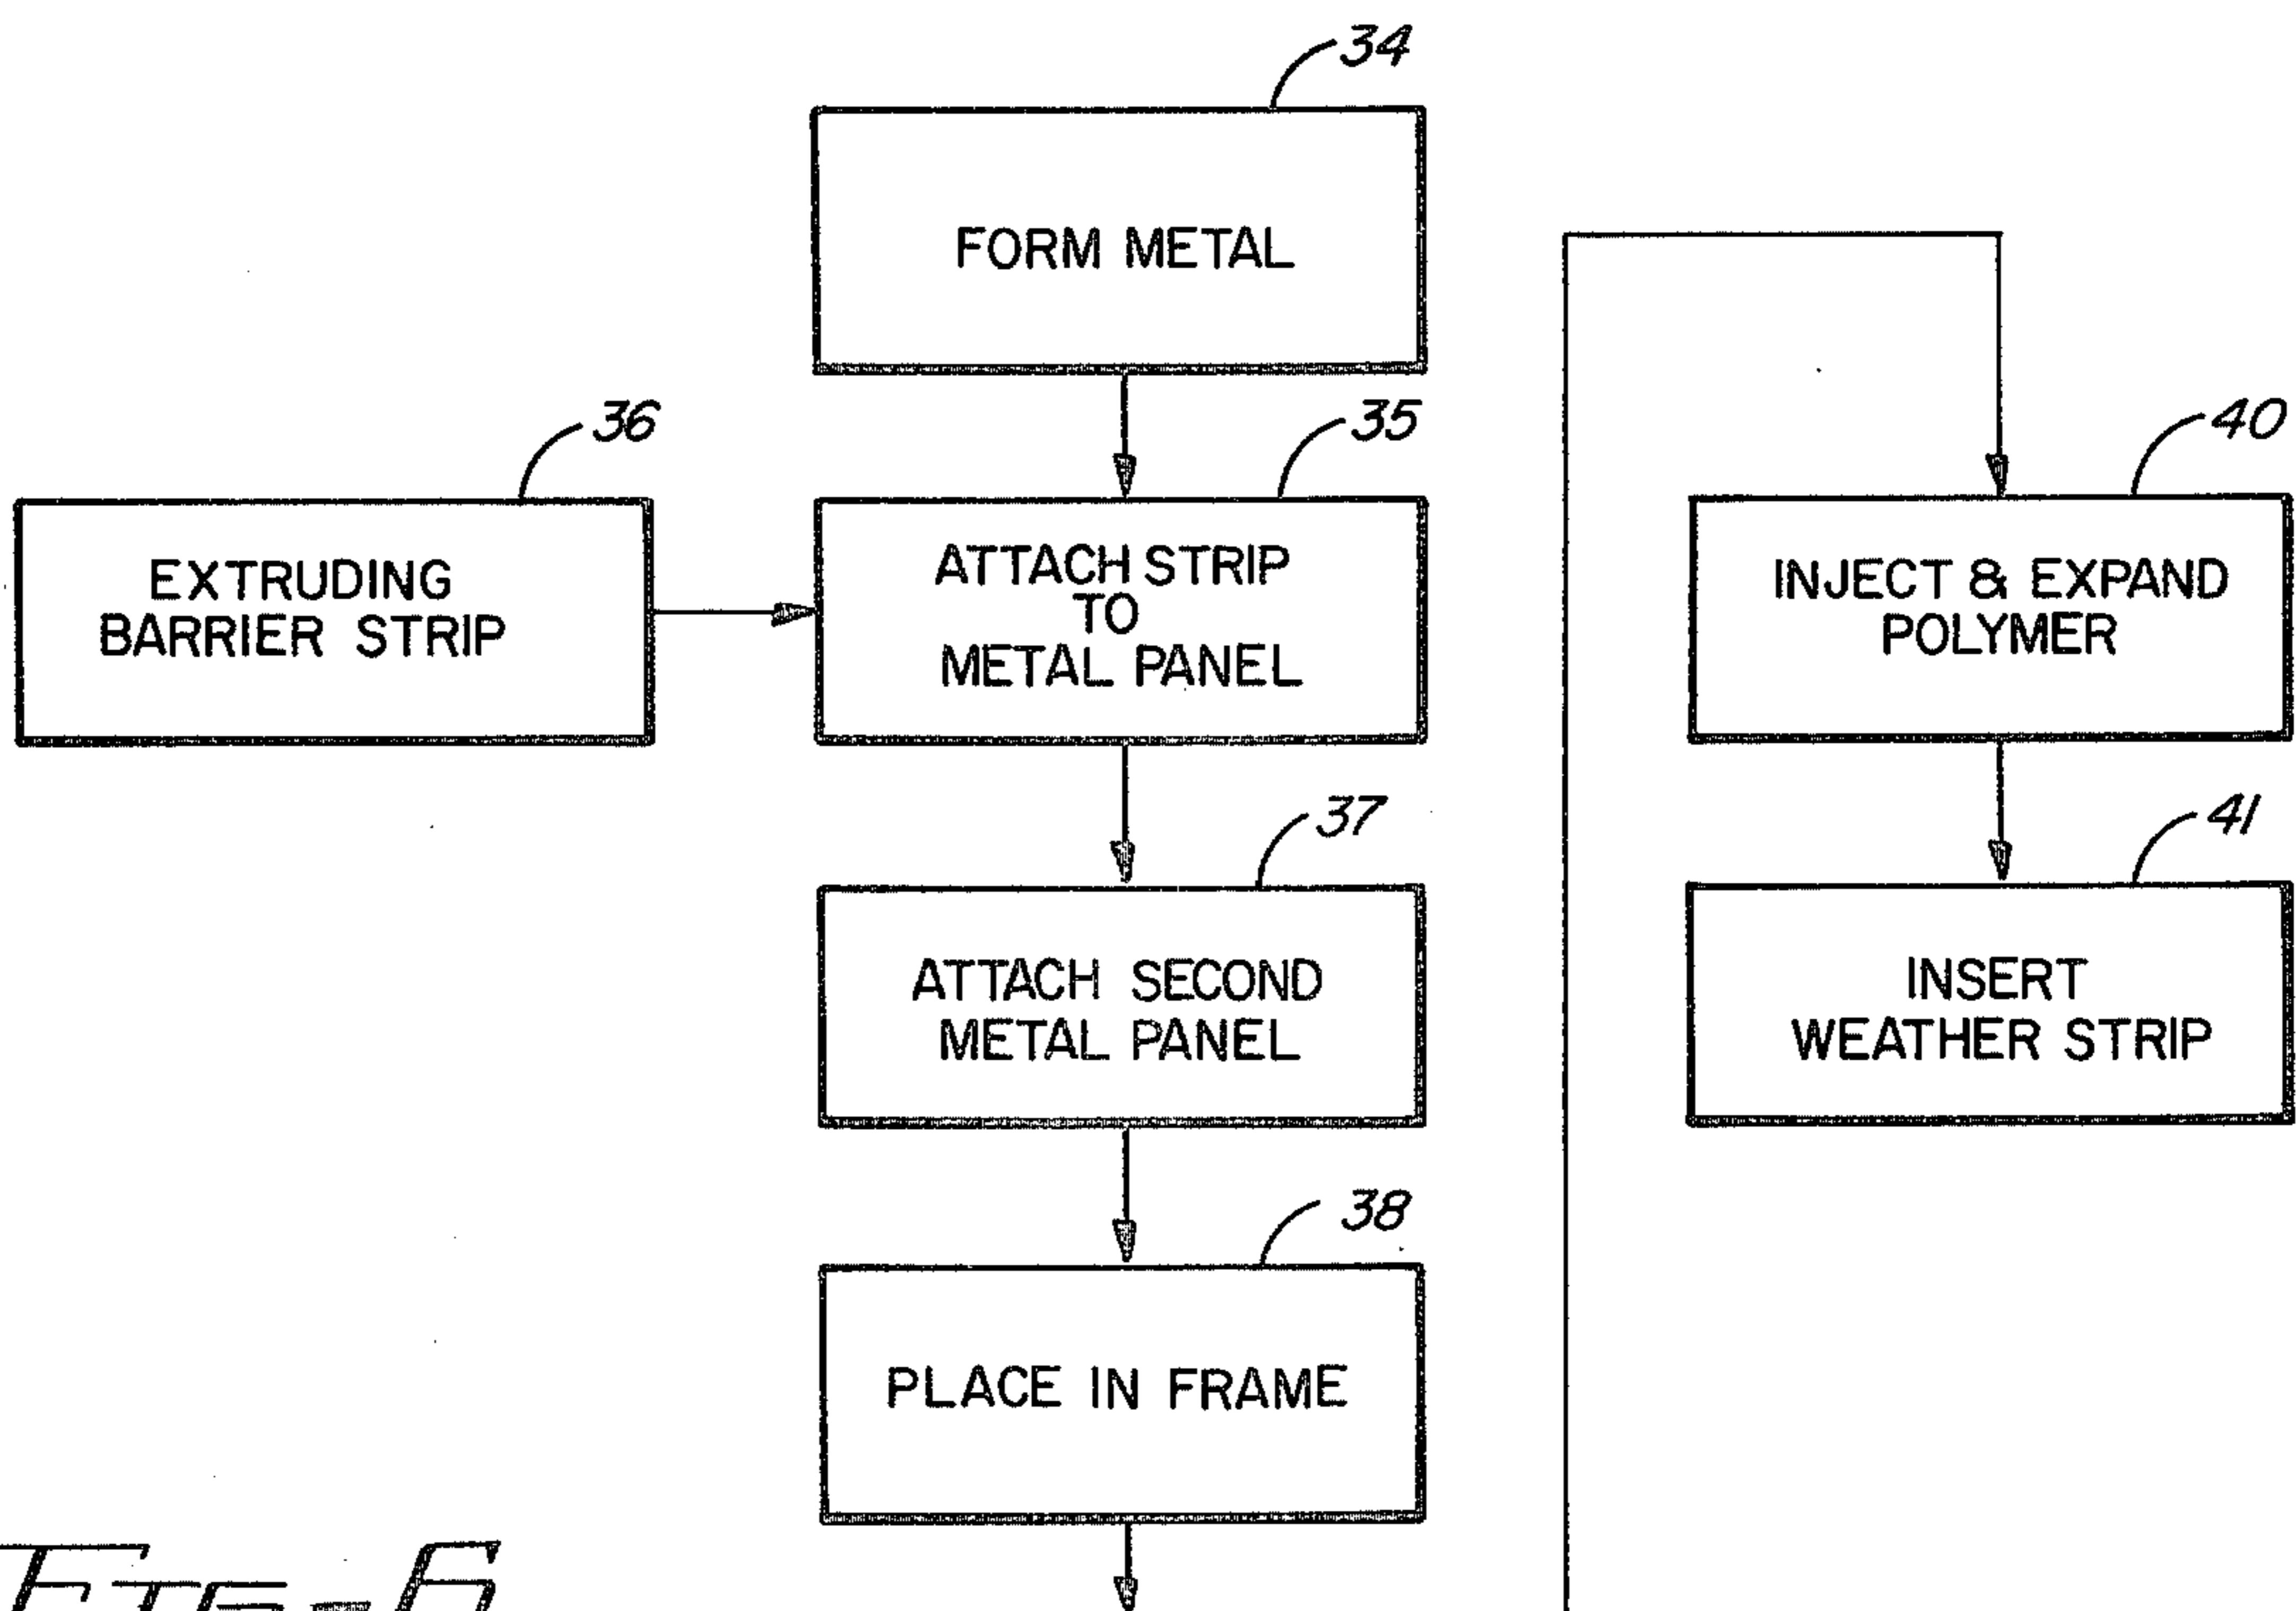 34
FORM METAL
36
EXTRUDING
BARRIER STRIP
35
ATTACH STRIP
TO
METAL PANEL
37
ATTACH SECOND
METAL PANEL
38
PLACE IN FRAME
40
INJECT & EXPAND
POLYMER
41
INSERT
WEATHER STRIP
FIG-6